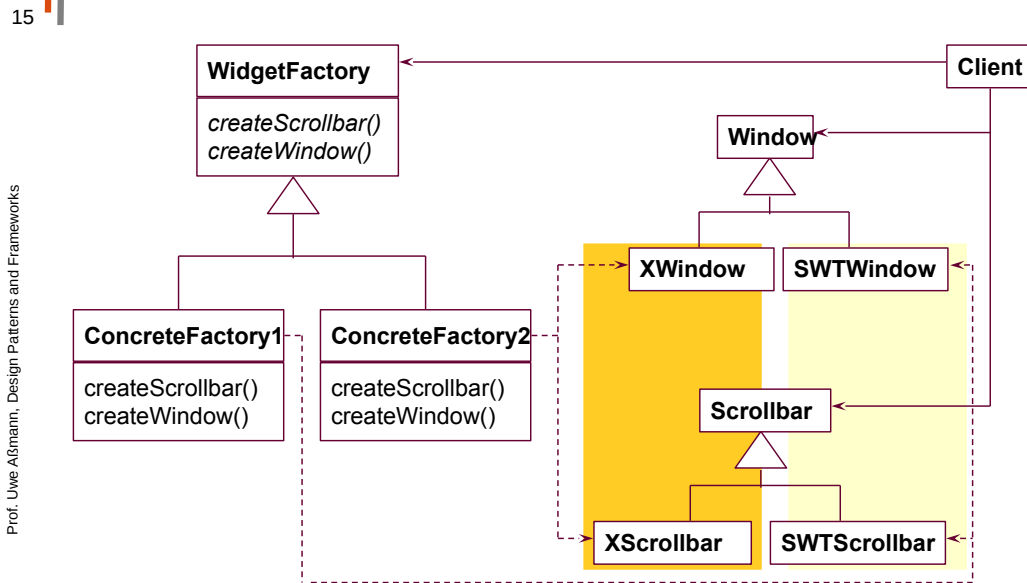 15
WidgetFactory
createScrollbar()
createWindow()
Client
Window
XWindow
SWTWindow
ConcreteFactory1
createScrollbar()
createWindow()
ConcreteFactory2
createScrollbar()
createWindow()
Scrollbar
XScrollbar
SWTScrollbar
Prof. Uwe Aßmann, Design Patterns and Frameworks